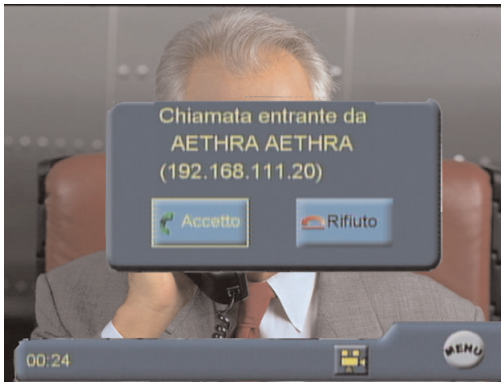 Chiamata entrante da
AETHRA AETHRA
(192.168.111.20)
Accetto
Rifiuto
00:24
MENU